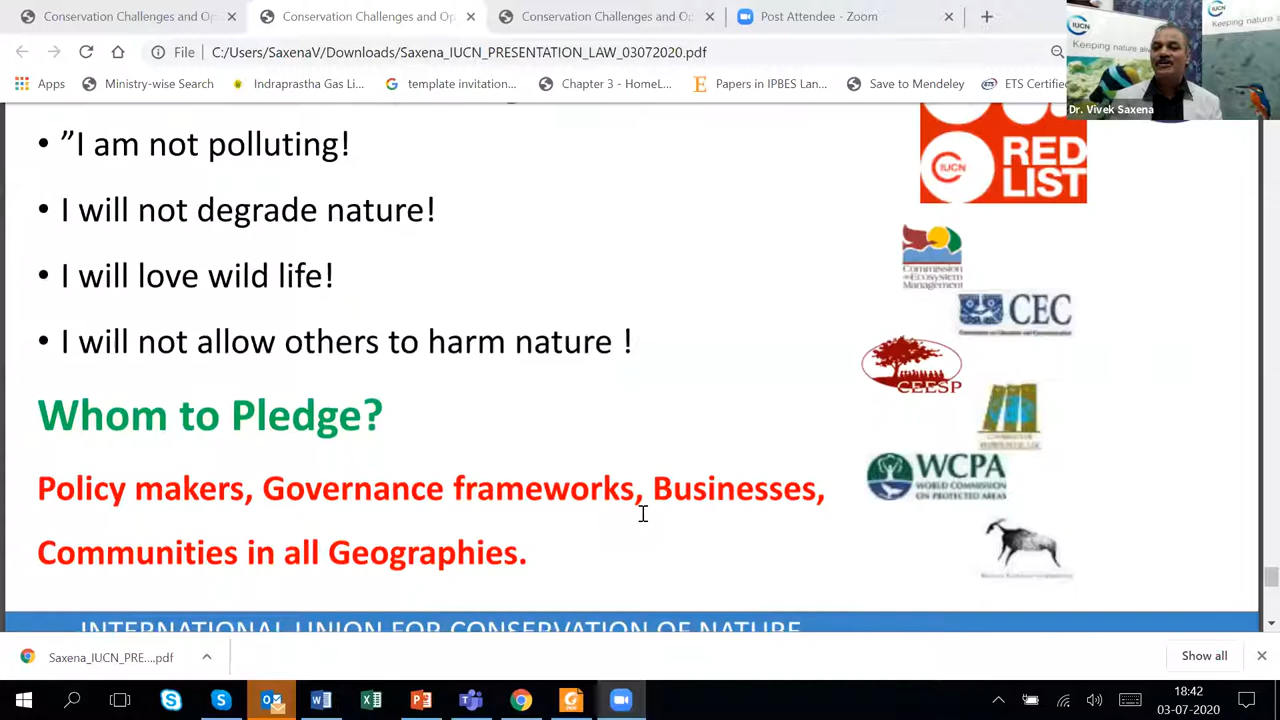 Conservation Challenges and Op
Conservation Challenges and Op
Conservation Challenges and Op
Post Attendee - Zoom
File
C:/Users/SaxenaV/Downloads/Saxena_IUCN_PRESENTATION_LAW_03072020.pdf
Apps
Ministry-wise Search
Indraprastha Gas Li...
template invitation...
Chapter 3 - HomeL...
Papers in IPBES Lan...
Save to Mendeley
ETS Certified
IUCN
Keeping nature
IUCN
Keeping nature
Dr. Vivek Saxena
• ”I am not polluting!
• I will not degrade nature!
• I will love wild life!
• I will not allow others to harm nature !
Whom to Pledge?
Policy makers, Governance frameworks, Businesses,
Communities in all Geographies.
IUCN
RED
LIST
Commission
on Ecosystem
Management
CEC
CEESP
WCPA
WORLD COMMISSION
ON PROTECTED AREAS
INTERNATIONAL UNION FOR CONSERVATION OF NATURE
Saxena_IUCN_PRE....pdf
Show all
18:42
03-07-2020